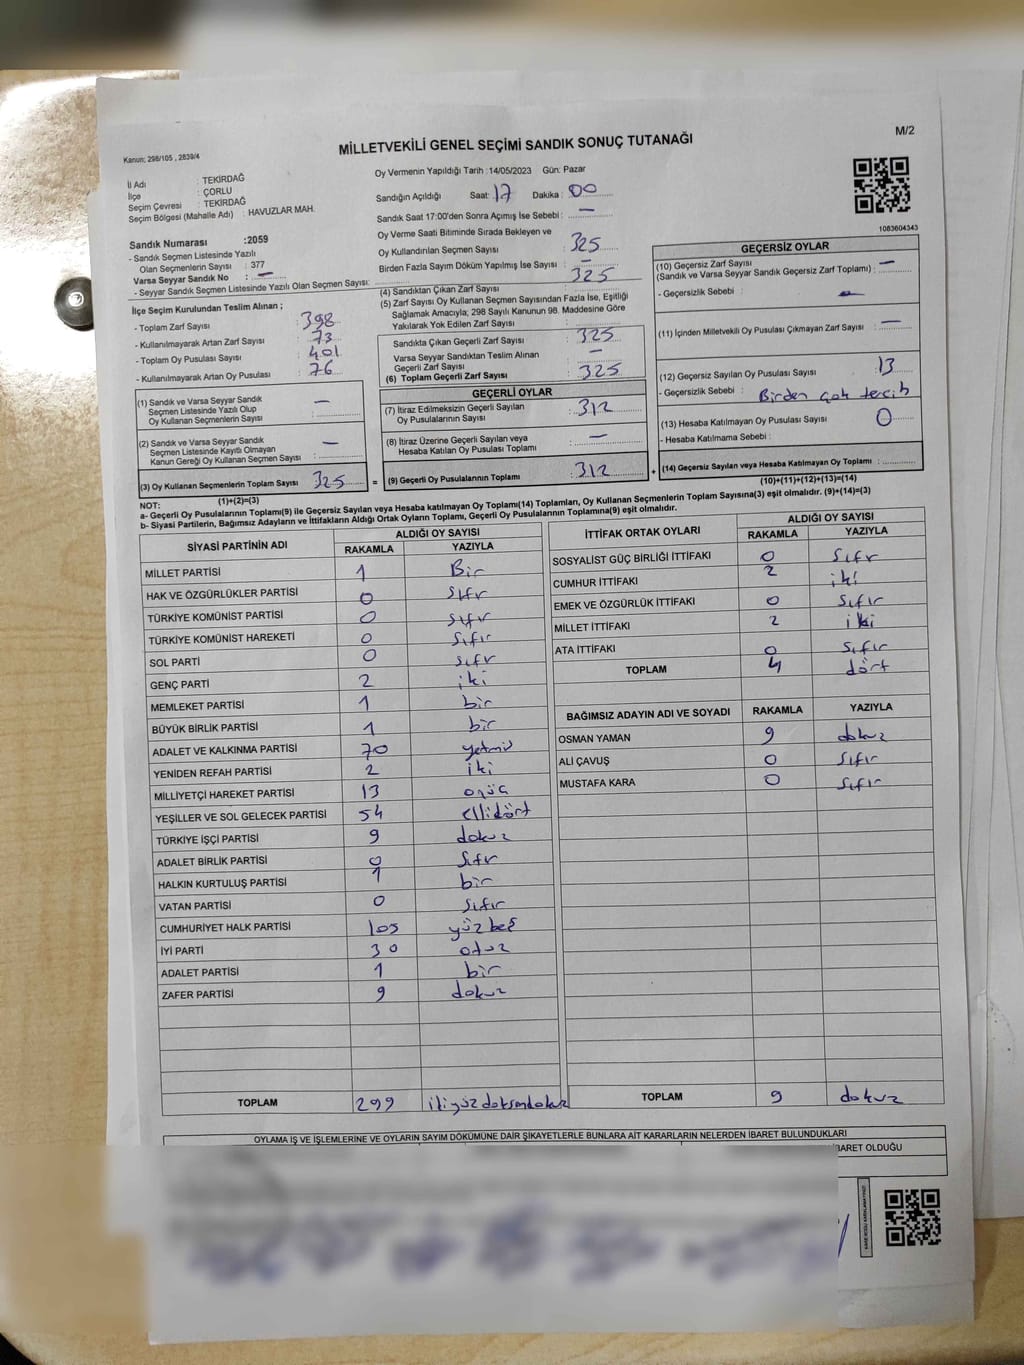 M/2
Kanun; 298/105 , 2839/4
MİLLETVEKİLİ GENEL SEÇİMİ SANDIK SONUÇ TUTANAĞI
İl Adı : TEKİRDAĞ
İlçe : ÇORLU
Seçim Çevresi : TEKİRDAĞ
Seçim Bölgesi (Mahalle Adı) : HAVUZLAR MAH.
Sandık Numarası :2059
- Sandık Seçmen Listesinde Yazılı
Olan Seçmenlerin Sayısı : 377
Varsa Seyyar Sandık No : —
- Seyyar Sandık Seçmen Listesinde Yazılı Olan Seçmen Sayısı:
Oy Vermenin Yapıldığı Tarih :14/05/2023 Gün: Pazar
Sandığın Açıldığı Saat: 17 Dakika : 00
Sandık Saat 17:00'den Sonra Açımış İse Sebebi : —
Oy Verme Saati Bitiminde Sırada Bekleyen ve
Oy Kullandırılan Seçmen Sayısı : 325
Birden Fazla Sayım Döküm Yapılmış İse Sayısı : —
1083604343
İlçe Seçim Kurulundan Teslim Alınan ;
- Toplam Zarf Sayısı : 398
- Kullanılmayarak Artan Zarf Sayısı : 73
- Toplam Oy Pusulası Sayısı : 401
- Kullanılmayarak Artan Oy Pusulası : 76
(1) Sandık ve Varsa Seyyar Sandık
Seçmen Listesinde Yazılı Olup
Oy Kullanan Seçmenlerin Sayısı : —
(2) Sandık ve Varsa Seyyar Sandık
Seçmen Listesinde Kayıtlı Olmayan
Kanun Gereği Oy Kullanan Seçmen Sayısı : —
(3) Oy Kullanan Seçmenlerin Toplam Sayısı 325
(1)+(2)=(3)
(4) Sandıktan Çıkan Zarf Sayısı : 325
(5) Zarf Sayısı Oy Kullanan Seçmen Sayısından Fazla İse, Eşitliği
Sağlamak Amacıyla; 298 Sayılı Kanunun 98. Maddesine Göre
Yakılarak Yok Edilen Zarf Sayısı :
Sandıkta Çıkan Geçerli Zarf Sayısı : 325
Varsa Seyyar Sandıktan Teslim Alınan
Geçerli Zarf Sayısı : —
(6) Toplam Geçerli Zarf Sayısı : 325
GEÇERLİ OYLAR
(7) İtiraz Edilmeksizin Geçerli Sayılan
Oy Pusulalarının Sayısı : 312
(8) İtiraz Üzerine Geçerli Sayılan veya
Hesaba Katılan Oy Pusulası Toplamı : —
= (9) Geçerli Oy Pusulalarının Toplamı : 312 +
GEÇERSİZ OYLAR
(10) Geçersiz Zarf Sayısı
(Sandık ve Varsa Seyyar Sandık Geçersiz Zarf Toplamı) : —
- Geçersizlik Sebebi : —
(11) İçinden Milletvekili Oy Pusulası Çıkmayan Zarf Sayısı : —
(12) Geçersiz Sayılan Oy Pusulası Sayısı : 13
- Geçersizlik Sebebi : Birden çok tercih
(13) Hesaba Katılmayan Oy Pusulası Sayısı : 0
- Hesaba Katılmama Sebebi :
(14) Geçersiz Sayılan veya Hesaba Katılmayan Oy Toplamı :
(10)+(11)+(12)+(13)=(14)
NOT:
a- Geçerli Oy Pusulasının Toplamı(9) ile Geçersiz Sayılan veya Hesaba katılmayan Oy Toplamı(14) Toplamları, Oy Kullanan Seçmenlerin Toplam Sayısına(3) eşit olmalıdır. (9)+(14)=(3)
b- Siyasi Partilerin, Bağımsız Adayların ve İttifakların Aldığı Ortak Oyların Toplamı, Geçerli Oy Pusulalarının Toplamına(9) eşit olmalıdır.
SİYASİ PARTİNİN ADI ALDIĞI OY SAYISI
RAKAMLA YAZIYLA
MİLLET PARTİSİ 1 Bir
HAK VE ÖZGÜRLÜKLER PARTİSİ 0 sıfır
TÜRKİYE KOMÜNİST PARTİSİ 0 sıfır
TÜRKİYE KOMÜNİST HAREKETİ 0 sıfır
SOL PARTİ 0 sıfır
GENÇ PARTİ 2 iki
MEMLEKET PARTİSİ 1 bir
BÜYÜK BİRLİK PARTİSİ 1 bir
ADALET VE KALKINMA PARTİSİ 70 yetmiş
YENİDEN REFAH PARTİSİ 2 iki
MİLLİYETÇİ HAREKET PARTİSİ 13 onüç
YEŞİLLER VE SOL GELECEK PARTİSİ 54 ellidört
TÜRKİYE İŞÇİ PARTİSİ 9 dokuz
ADALET BİRLİK PARTİSİ 0 sıfır
HALKIN KURTULUŞ PARTİSİ 1 bir
VATAN PARTİSİ 0 sıfır
CUMHURİYET HALK PARTİSİ 105 yüzbeş
İYİ PARTİ 30 otuz
ADALET PARTİSİ 1 bir
ZAFER PARTİSİ 9 dokuz
TOPLAM 299 ikiyüzdoksandokuz
İTTİFAK ORTAK OYLARI ALDIĞI OY SAYISI
RAKAMLA YAZIYLA
SOSYALİST GÜÇ BİRLİĞİ İTTİFAKI 0 sıfır
CUMHUR İTTİFAKI 2 iki
EMEK VE ÖZGÜRLÜK İTTİFAKI 0 sıfır
MİLLET İTTİFAKI 2 iki
ATA İTTİFAKI 0 sıfır
TOPLAM 4 dört
BAĞIMSIZ ADAYIN ADI VE SOYADI RAKAMLA YAZIYLA
OSMAN YAMAN 9 dokuz
ALİ ÇAVUŞ 0 sıfır
MUSTAFA KARA 0 sıfır
TOPLAM 9 dokuz
OYLAMA İŞ VE İŞLEMLERİNE VE OYLARIN SAYIM DÖKÜMÜNE DAİR ŞİKAYETLERLE BUNLARA AİT KARARLARIN NELERDEN İBARET BULUNDUKLARI
İBARET OLDUĞU